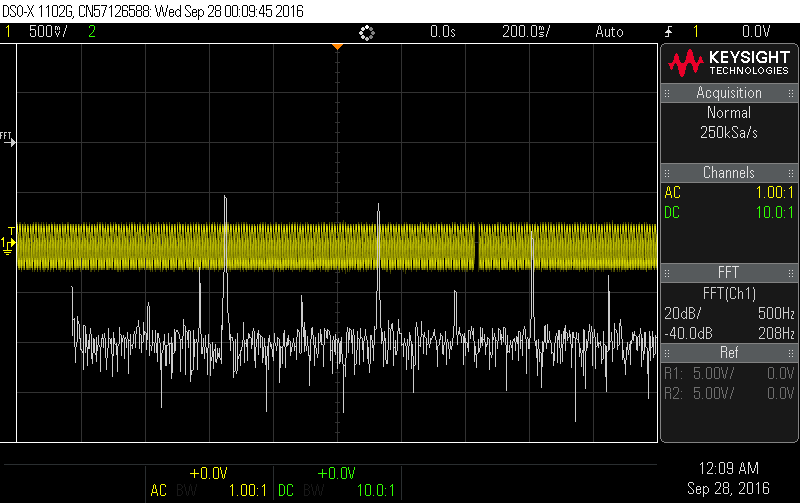 DSO-X 1102G, CN57126588: Wed Sep 28 00:09:45 2016
1 500♈/ 2 0.0s 200.0♏/ Auto 1 0.0V
KEYSIGHT
TECHNOLOGIES
Acquisition
Normal
250kSa/s
FFT
Channels
AC 1.00:1
DC 10.0:1
T
1
FFT
FFT(Ch1)
20dB/ 500Hz
-40.0dB 208Hz
Ref
R1: 5.00V/ 0.0V
R2: 5.00V/ 0.0V
+0.0V +0.0V
AC BW 1.00:1 DC BW 10.0:1
12:09 AM
Sep 28, 2016